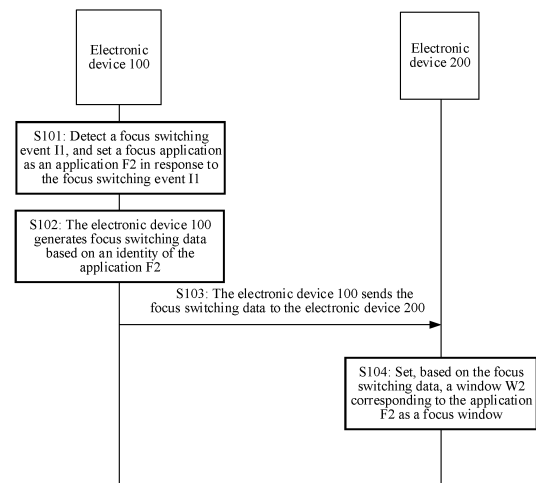 Electronic
device 100
Electronic
device 200
S101: Detect a focus switching
event I1, and set a focus application
as an application F2 in response to
the focus switching event I1
S102: The electronic device 100
generates focus switching data
based on an identity of the
application F2
S103: The electronic device 100 sends the
focus switching data to the electronic device 200
S104: Set, based on the focus
switching data, a window W2
corresponding to the application
F2 as a focus window